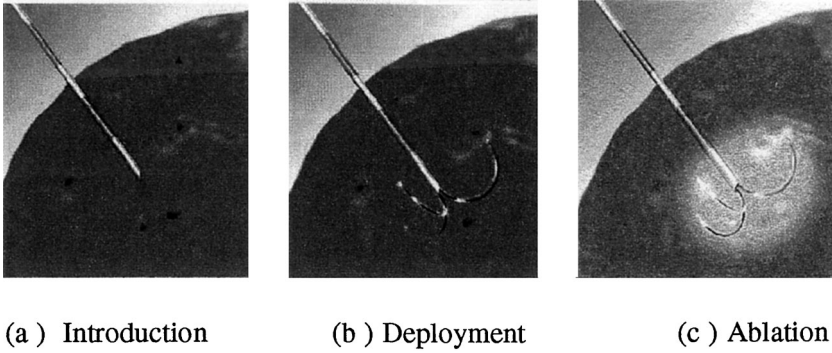 (a ) Introduction
(b ) Deployment
(c ) Ablation